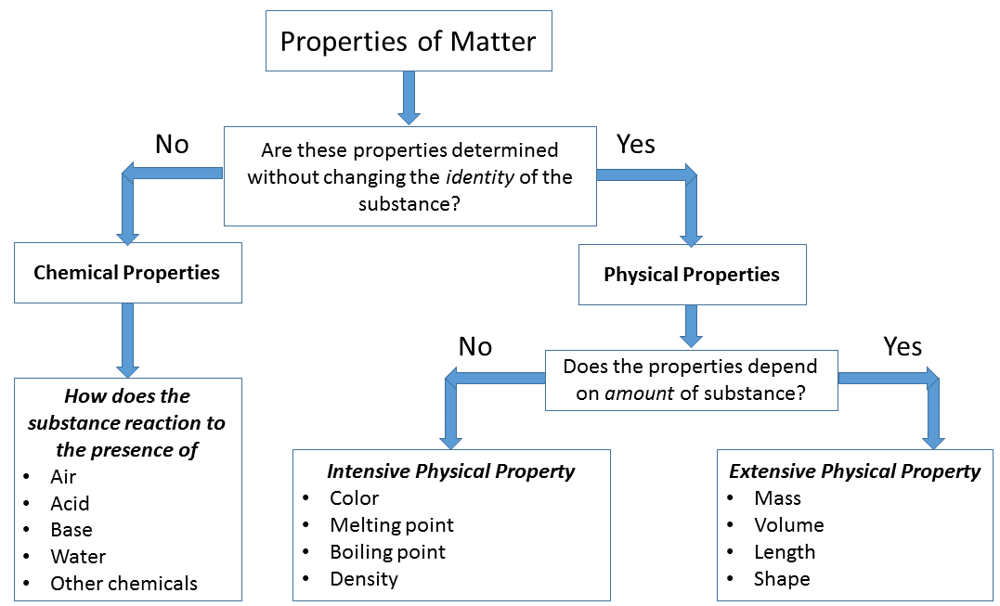 Properties of Matter
No
Yes
Are these properties determined
without changing the identity of the
substance?
Chemical Properties
Physical Properties
No
Yes
Does the properties depend
on amount of substance?
How does the
substance reaction to
the presence of
• Air
• Acid
• Base
• Water
• Other chemicals
Intensive Physical Property
• Color
• Melting point
• Boiling point
• Density
Extensive Physical Property
• Mass
• Volume
• Length
• Shape